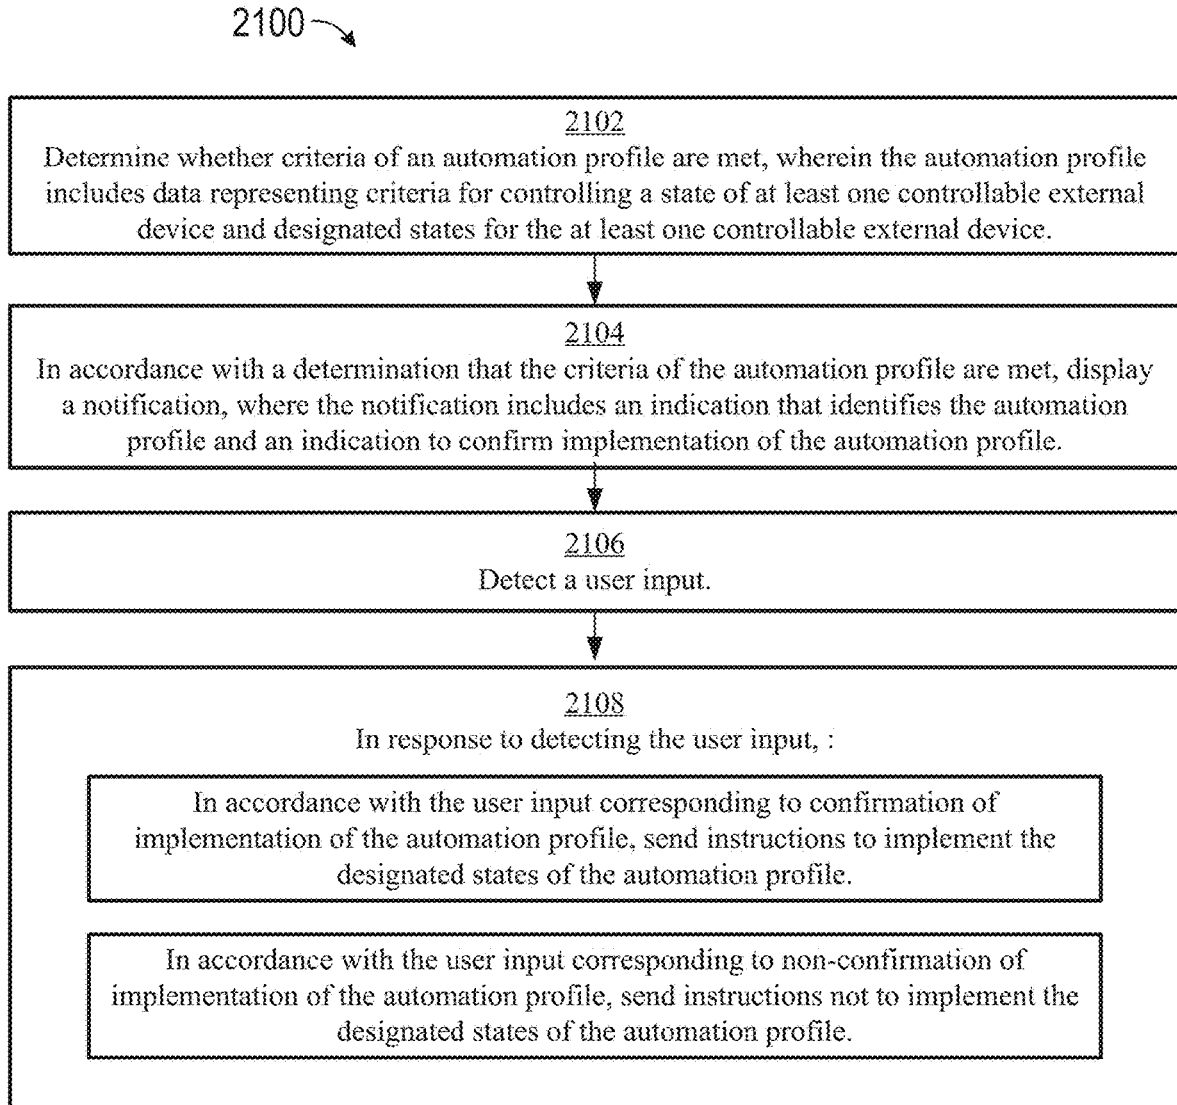 2100
2102
Determine whether criteria of an automation profile are met, wherein the automation profile
includes data representing criteria for controlling a state of at least one controllable external
device and designated states for the at least one controllable external device.
2104
In accordance with a determination that the criteria of the automation profile are met, display
a notification, where the notification includes an indication that identifies the automation
profile and an indication to confirm implementation of the automation profile.
2106
Detect a user input.
2108
In response to detecting the user input, :
In accordance with the user input corresponding to confirmation of
implementation of the automation profile, send instructions to implement the
designated states of the automation profile.
In accordance with the user input corresponding to non-confirmation of
implementation of the automation profile, send instructions not to implement the
designated states of the automation profile.